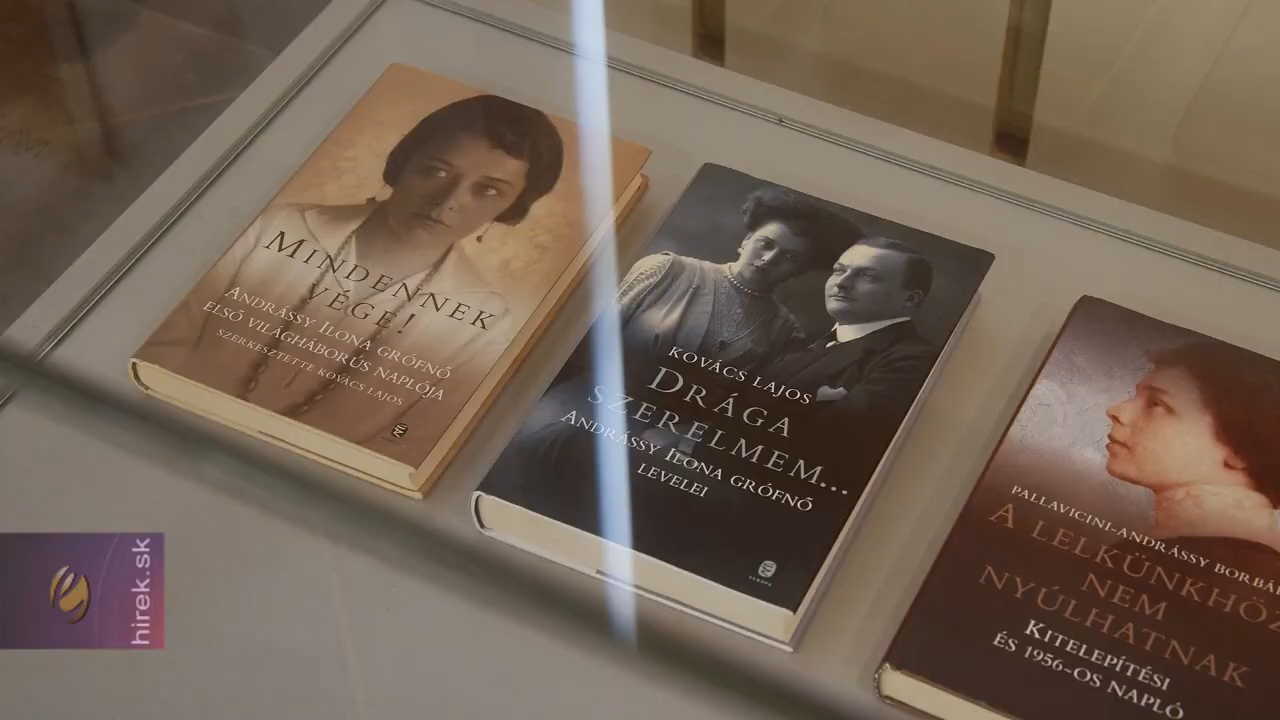 MINDENNEK
VÉGE!
ANDRÁSSY ILONA GRÓFNŐ
ELSŐ VILÁGHÁBORÚS NAPLÓJA
SZERKESZTETTE KOVÁCS LAJOS
KOVÁCS LAJOS
DRÁGA
SZERELMEM...
ANDRÁSSY ILONA GRÓFNŐ
LEVELEI
EURÓPA
PALLAVICINI-ANDRÁSSY
A LELKÜNKHÖZ
NEM
NYÚLHATNAK
KITELEPÍTÉSI
ÉS 1956-OS NAPLÓ
hirek.sk